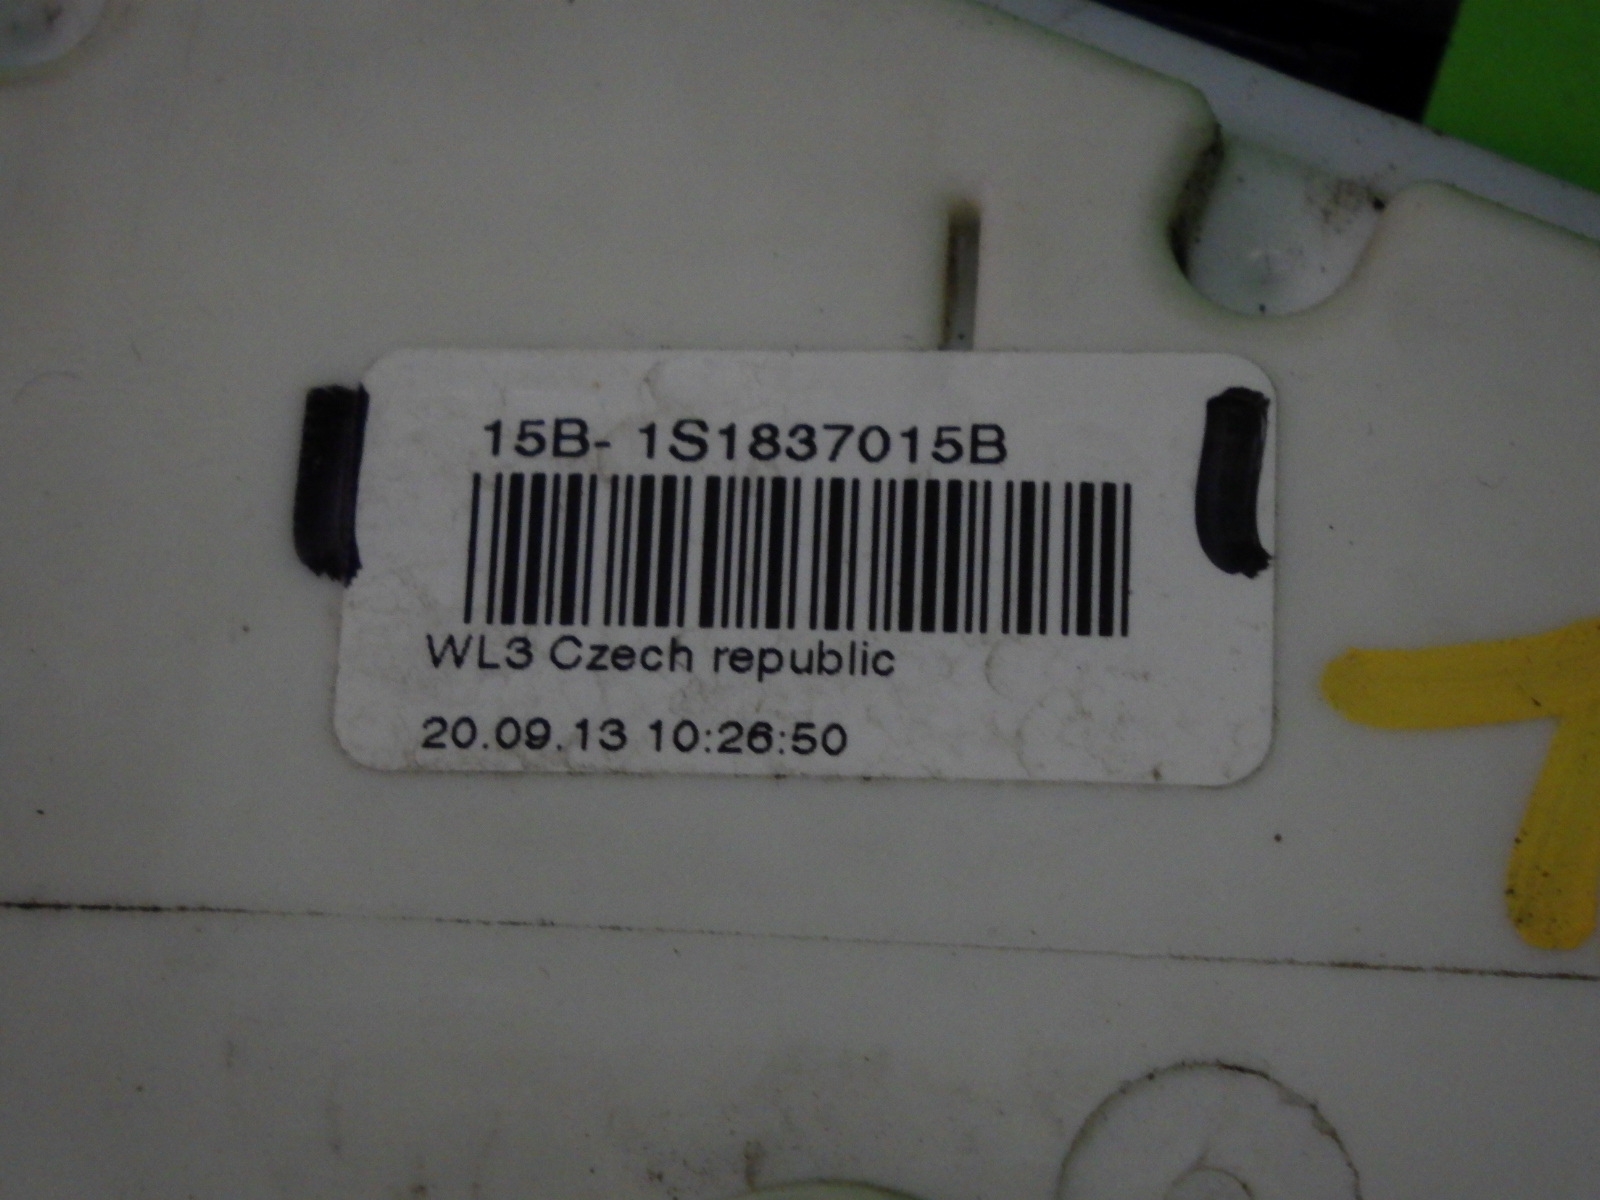 15B- 1S1837015B
WL3 Czech republic
20.09.13 10:26:50